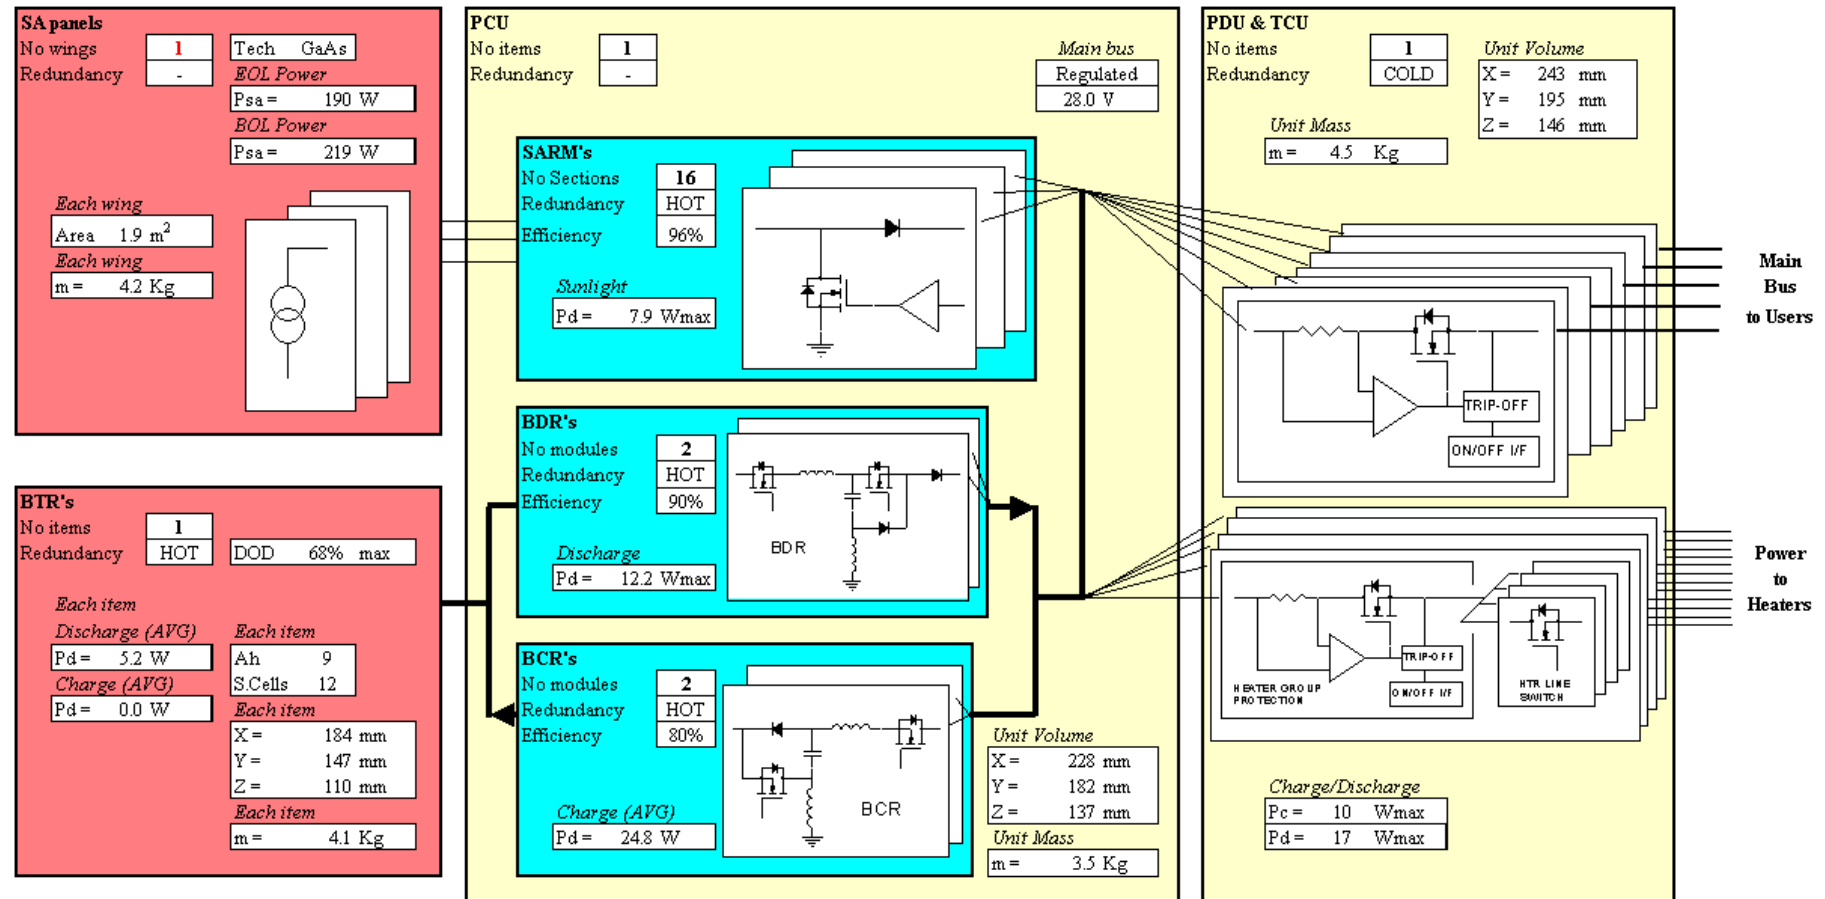 SA panels
No wings 1
Redundancy -
Tech GaAs
EOL Power
Psa = 190 W
BOL Power
Psa = 219 W
Each wing
Area 1.9 m²
Each wing
m = 4.2 Kg
BTR's
No items 1
Redundancy HOT
DOD 68% max
Each item
Discharge (AVG)
Pd = 5.2 W
Charge (AVG)
Pd = 0.0 W
Each item
Ah 9
S.Cells 12
Each item
X = 184 mm
Y = 147 mm
Z = 110 mm
Each item
m = 4.1 Kg
PCU
No items 1
Redundancy -
Main bus
Regulated
28.0 V
SARM's
No Sections 16
Redundancy HOT
Efficiency 96%
Sunlight
Pd = 7.9 Wmax
BDR's
No modules 2
Redundancy HOT
Efficiency 90%
Discharge
Pd = 12.2 Wmax
BDR
BCR's
No modules 2
Redundancy HOT
Efficiency 80%
Charge (AVG)
Pd = 24.8 W
BCR
Unit Volume
X = 228 mm
Y = 182 mm
Z = 137 mm
Unit Mass
m = 3.5 Kg
PDU & TCU
No items 1
Redundancy COLD
Unit Volume
X = 243 mm
Y = 195 mm
Z = 146 mm
Unit Mass
m = 4.5 Kg
TRIP-OFF
ON/OFF I/F
Main
Bus
to Users
TRIP-OFF
ON/OFF I/F
HEATER GROUP
PROTECTION
HTR LINE
SWITCH
Power
to
Heaters
Charge/Discharge
Pc = 10 Wmax
Pd = 17 Wmax